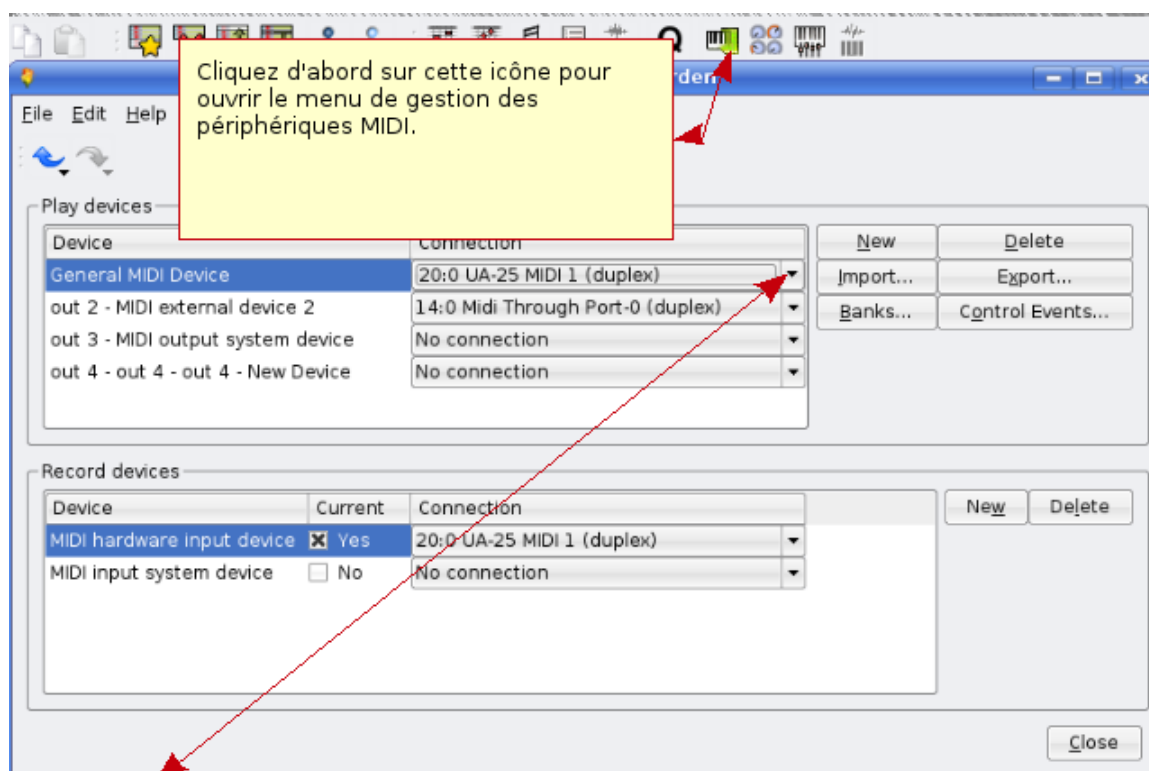 Cliquez d'abord sur cette icône pour
ouvrir le menu de gestion des
périphériques MIDI.
File Edit Help
Play devices
Device Connection New Delete
General MIDI Device 20:0 UA-25 MIDI 1 (duplex) Import... Export...
out 2 - MIDI external device 2 14:0 Midi Through Port-0 (duplex) Banks... Control Events...
out 3 - MIDI output system device No connection
out 4 - out 4 - out 4 - New Device No connection
Record devices
Device Current Connection New Delete
MIDI hardware input device Yes 20:0 UA-25 MIDI 1 (duplex)
MIDI input system device No No connection
Close